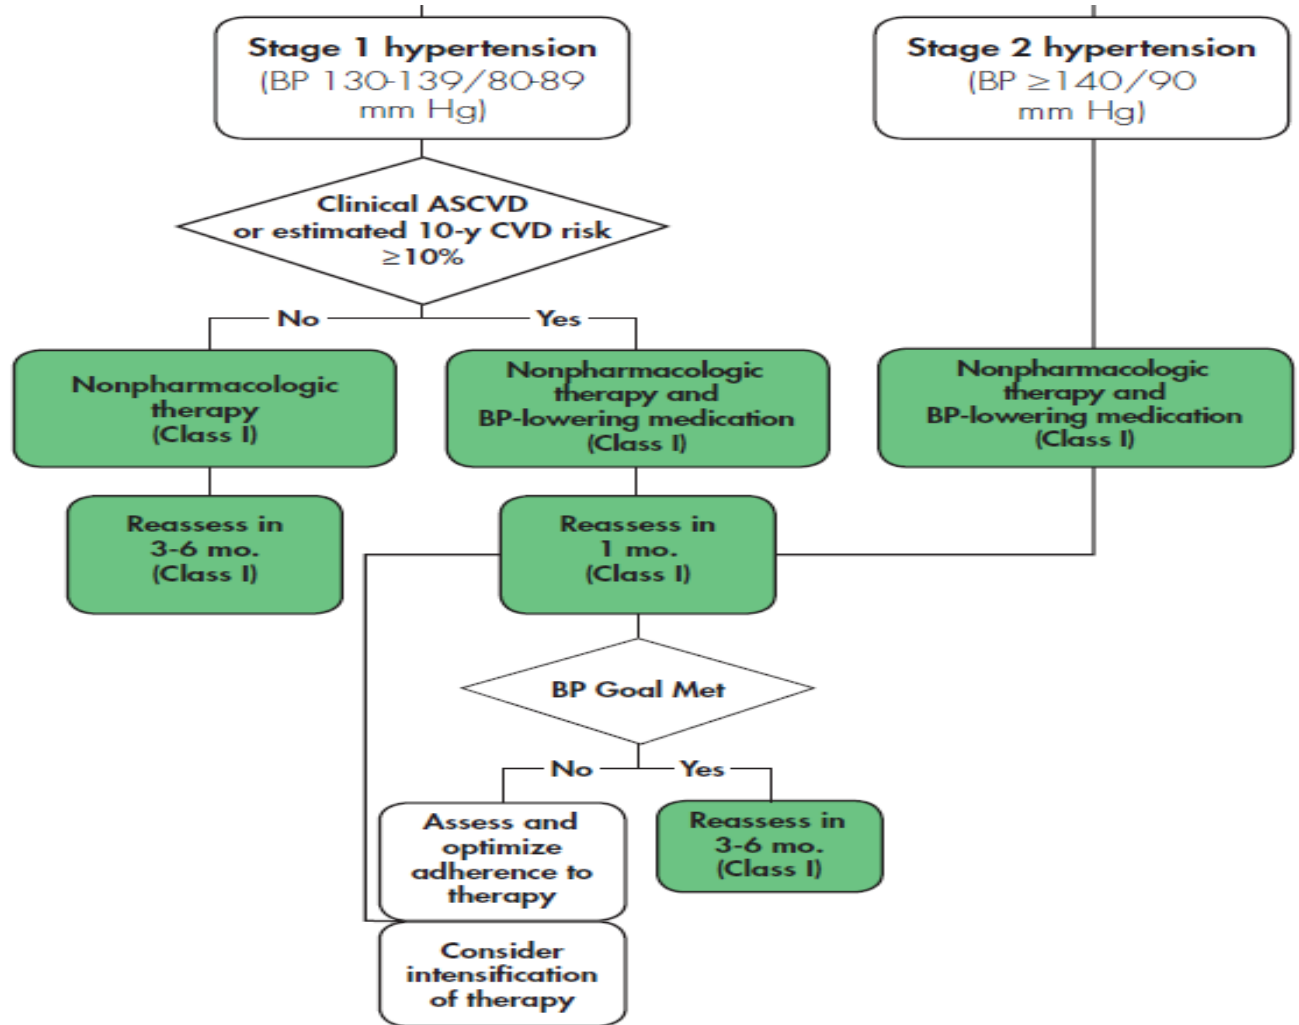 Stage 1 hypertension
(BP 130-139/80-89
mm Hg)
Stage 2 hypertension
(BP ≥140/90
mm Hg)
Clinical ASCVD
or estimated 10-y CVD risk
≥10%
No
Yes
Nonpharmacologic
therapy
(Class I)
Nonpharmacologic
therapy and
BP-lowering medication
(Class I)
Nonpharmacologic
therapy and
BP-lowering medication
(Class I)
Reassess in
3-6 mo.
(Class I)
Reassess in
1 mo.
(Class I)
BP Goal Met
No
Yes
Assess and
optimize
adherence to
therapy
Reassess in
3-6 mo.
(Class I)
Consider
intensification
of therapy